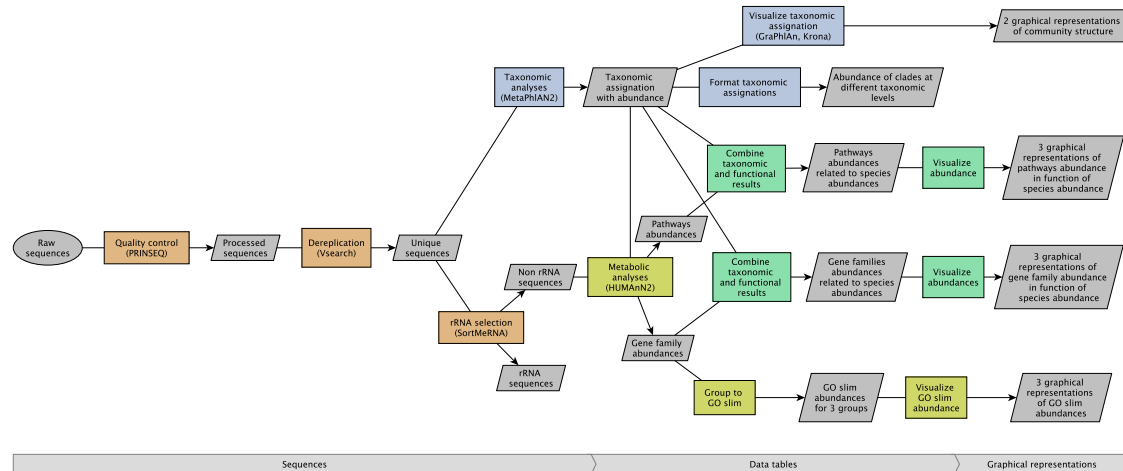 Visualize taxonomic
assignation
(GraPhlAn, Krona)
2 graphical representations
of community structure
Taxonomic
analyses
(MetaPhlAN2)
Taxonomic
assignation
with abundance
Format taxonomic
assignations
Abundance of clades at
different taxonomic
levels
Combine
taxonomic
and functional
results
Pathways
abundances
related to species
abundances
Visualize
abundance
3 graphical
representations of
pathways abundance
in function of
species abundance
Raw
sequences
Quality control
(PRINSEQ)
Processed
sequences
Dereplication
(Vsearch)
Unique
sequences
Pathways
abundances
Non rRNA
sequences
Metabolic
analyses
(HUMAnN2)
Combine
taxonomic
and functional
results
Gene families
abundances
related to species
abundances
Visualize
abundances
3 graphical
representations of
gene family abundance
in function of
species abundance
rRNA selection
(SortMeRNA)
Gene family
abundances
rRNA
sequences
Group to
GO slim
GO slim
abundances
for 3 groups
Visualize
GO slim
abundance
3 graphical
representations
of GO slim
abundances
Sequences
Data tables
Graphical representations